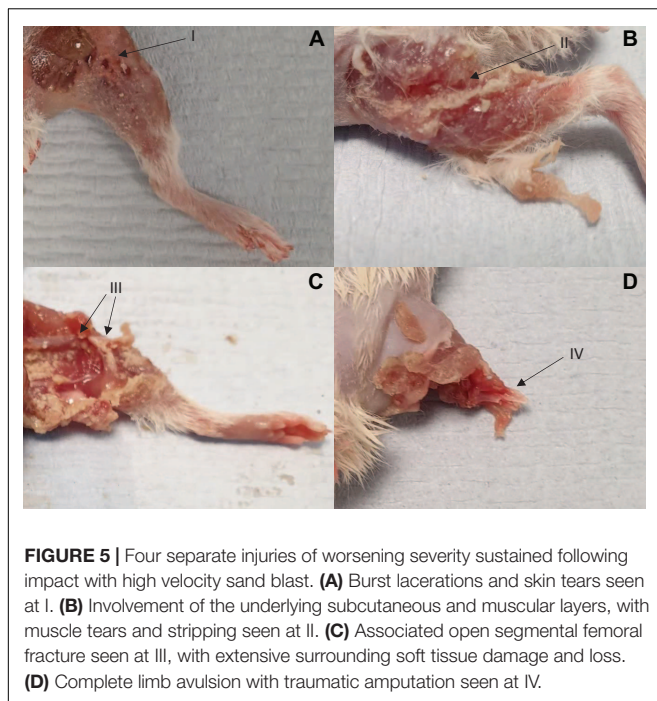 I
A
II
B
III
C
D
IV
FIGURE 5 | Four separate injuries of worsening severity sustained following
impact with high velocity sand blast. (A) Burst lacerations and skin tears seen
at I. (B) Involvement of the underlying subcutaneous and muscular layers, with
muscle tears and stripping seen at II. (C) Associated open segmental femoral
fracture seen at III, with extensive surrounding soft tissue damage and loss.
(D) Complete limb avulsion with traumatic amputation seen at IV.